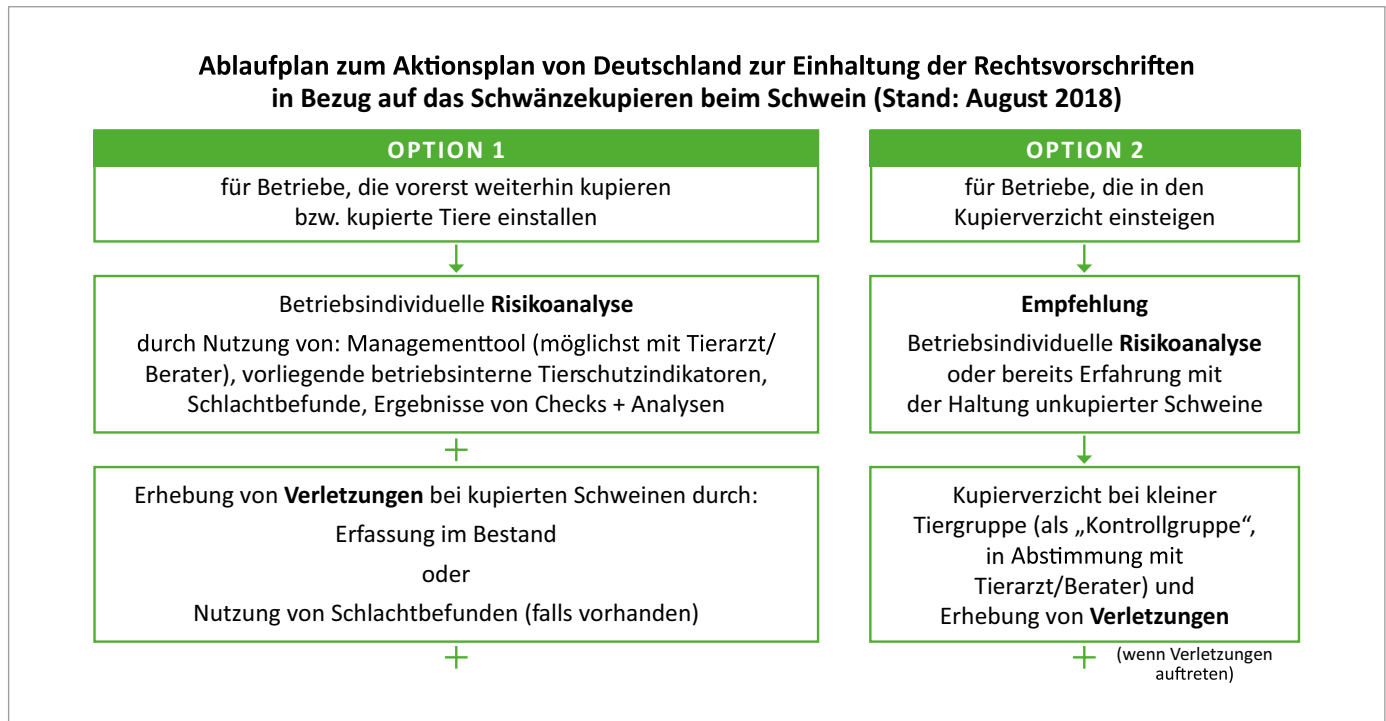 Ablaufplan zum Aktionsplan von Deutschland zur Einhaltung der Rechtsvorschriften
in Bezug auf das Schwänzekupieren beim Schwein (Stand: August 2018)
OPTION 1
für Betriebe, die vorerst weiterhin kupieren
bzw. kupierte Tiere einstallen
Betriebsindividuelle Risikoanalyse
durch Nutzung von: Managementtool (möglichst mit Tierarzt/
Berater), vorliegende betriebsinterne Tierschutzindikatoren,
Schlachtbefunde, Ergebnisse von Checks + Analysen
+
Erhebung von Verletzungen bei kupierten Schweinen durch:
Erfassung im Bestand
oder
Nutzung von Schlachtbefunden (falls vorhanden)
+
OPTION 2
für Betriebe, die in den
Kupierverzicht einsteigen
Empfehlung
Betriebsindividuelle Risikoanalyse
oder bereits Erfahrung mit
der Haltung unkupierter Schweine
Kupierverzicht bei kleiner
Tiergruppe (als „Kontrollgruppe“,
in Abstimmung mit
Tierarzt/Berater) und
Erhebung von Verletzungen
+ (wenn Verletzungen
auftreten)